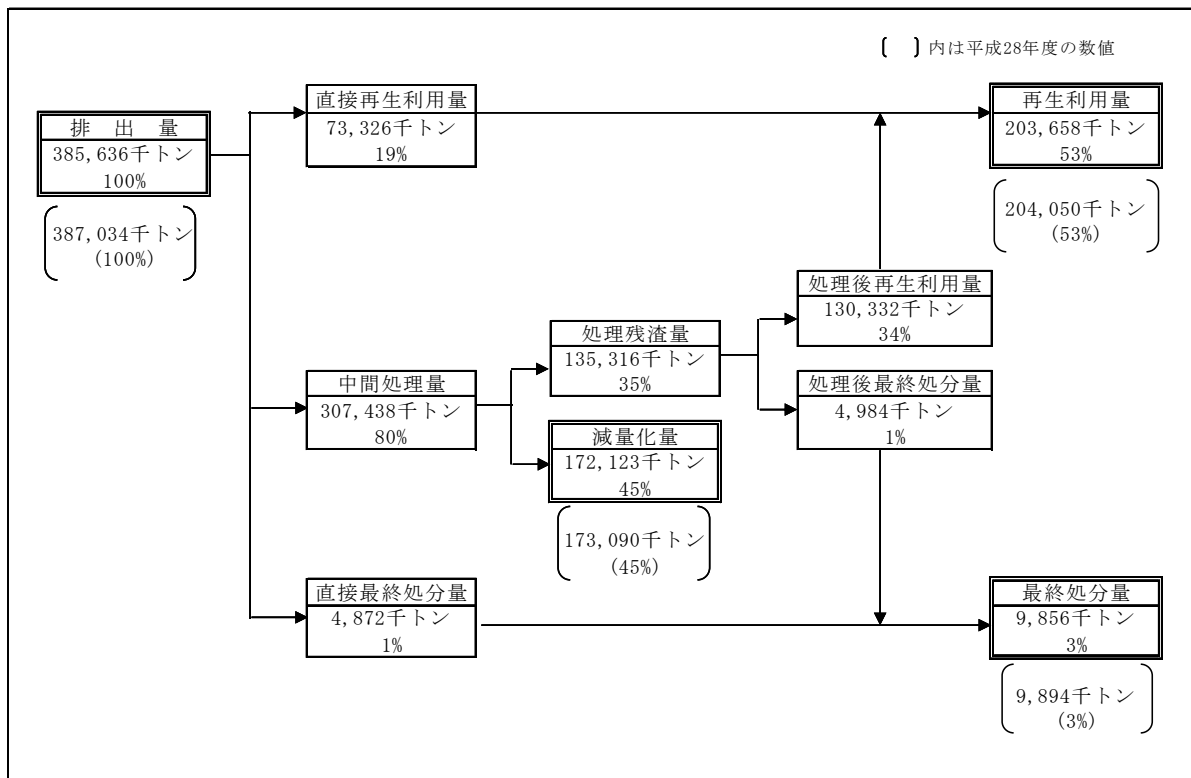 〔 〕内は平成28年度の数値
排 出 量
385,636千トン
100%
387,034千トン
(100%)
直接再生利用量
73,326千トン
19%
中間処理量
307,438千トン
80%
直接最終処分量
4,872千トン
1%
処理残渣量
135,316千トン
35%
減量化量
172,123千トン
45%
173,090千トン
(45%)
処理後再生利用量
130,332千トン
34%
処理後最終処分量
4,984千トン
1%
再生利用量
203,658千トン
53%
204,050千トン
(53%)
最終処分量
9,856千トン
3%
9,894千トン
(3%)